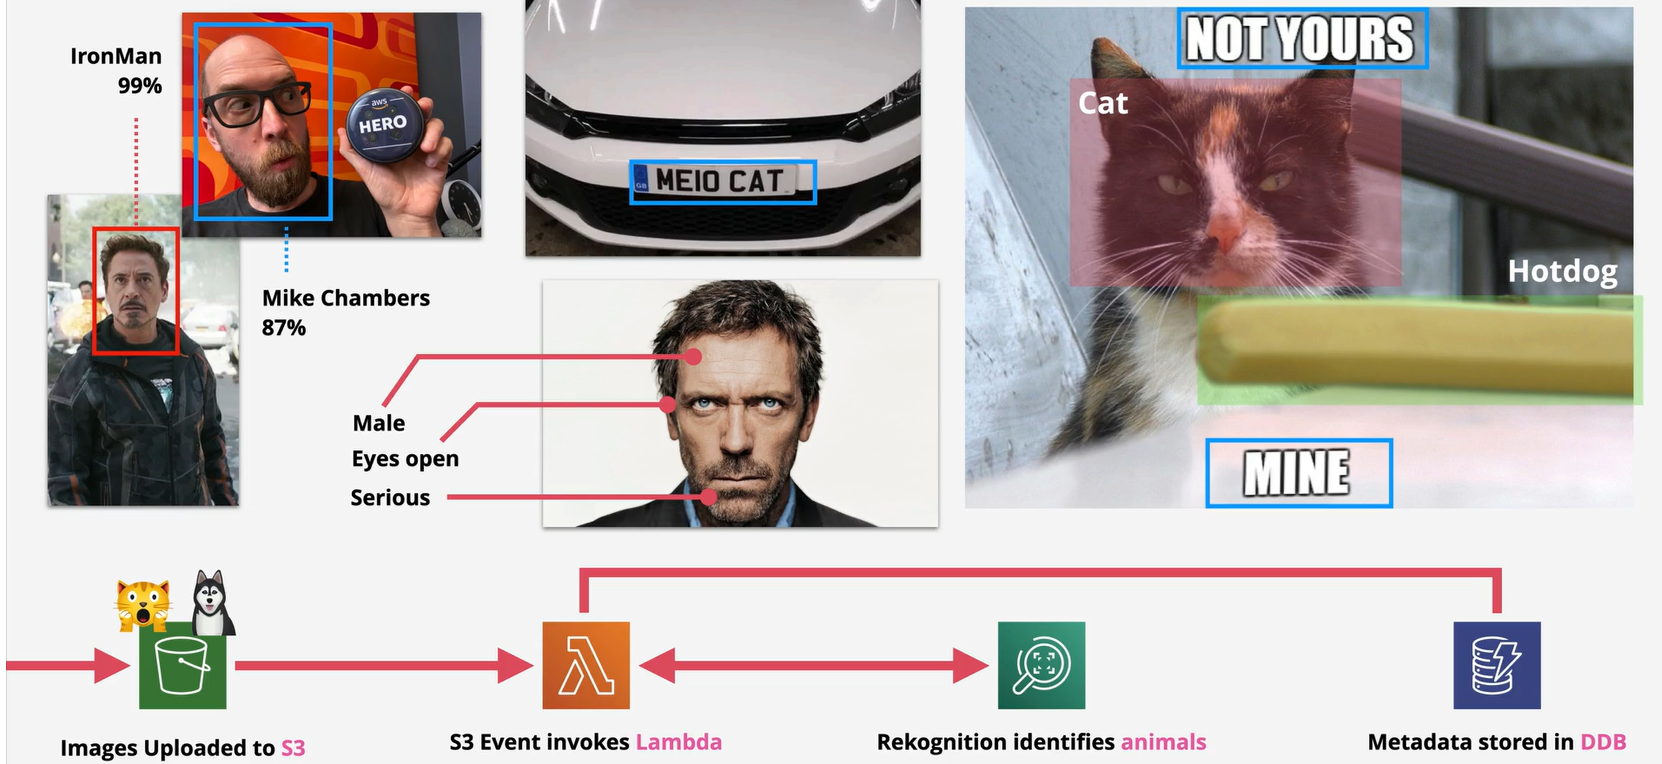 IronMan
99%
aws
HERO
Mike Chambers
87%
GB
ME10 CAT
Male
Eyes open
Serious
NOT YOURS
Cat
Hotdog
MINE
Images Uploaded to S3
S3 Event invokes Lambda
Rekognition identifies animals
Metadata stored in DDB